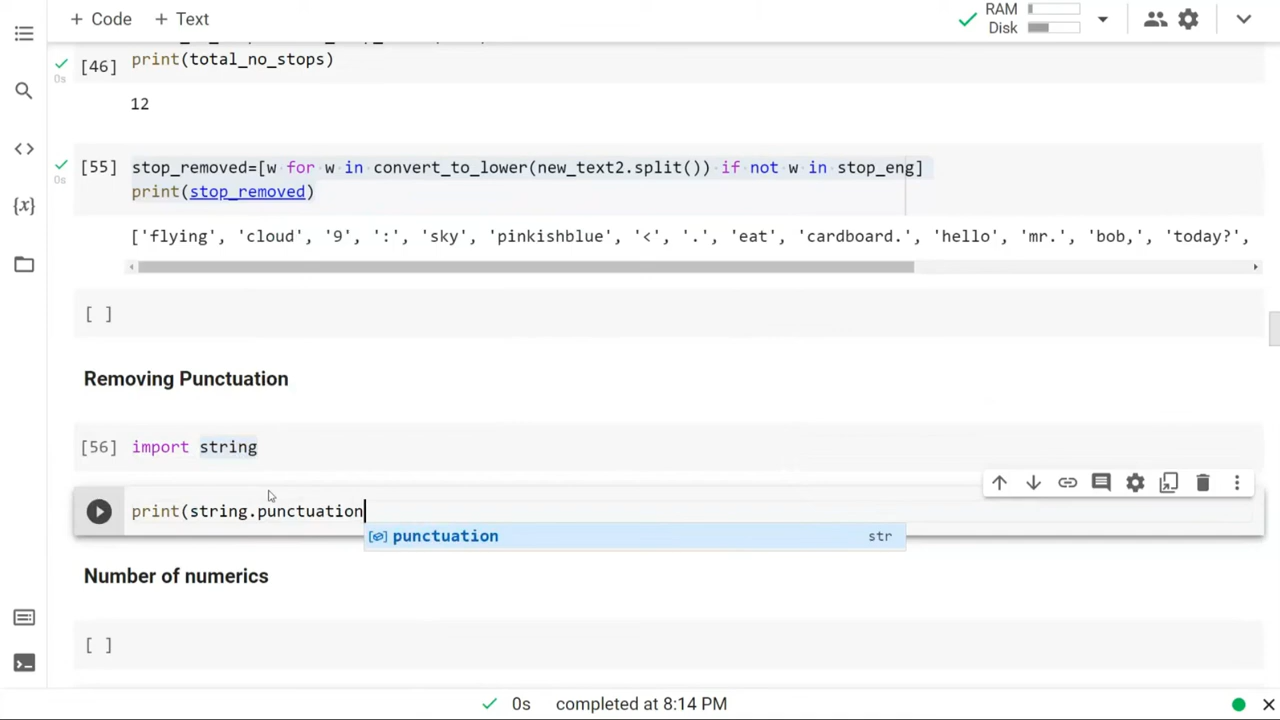 + Code + Text
RAM
Disk
[46] print(total_no_stops)
0s
12
[55] stop_removed=[w for w in convert_to_lower(new_text2.split()) if not w in stop_eng]
0s
print(stop_removed)
['flying', 'cloud', '9', ':', 'sky', 'pinkishblue', '<', '.', 'eat', 'cardboard.', 'hello', 'mr.', 'bob,', 'today?',
[ ]
Removing Punctuation
[56] import string
print(string.punctuation
punctuation str
Number of numerics
[ ]
0s completed at 8:14 PM